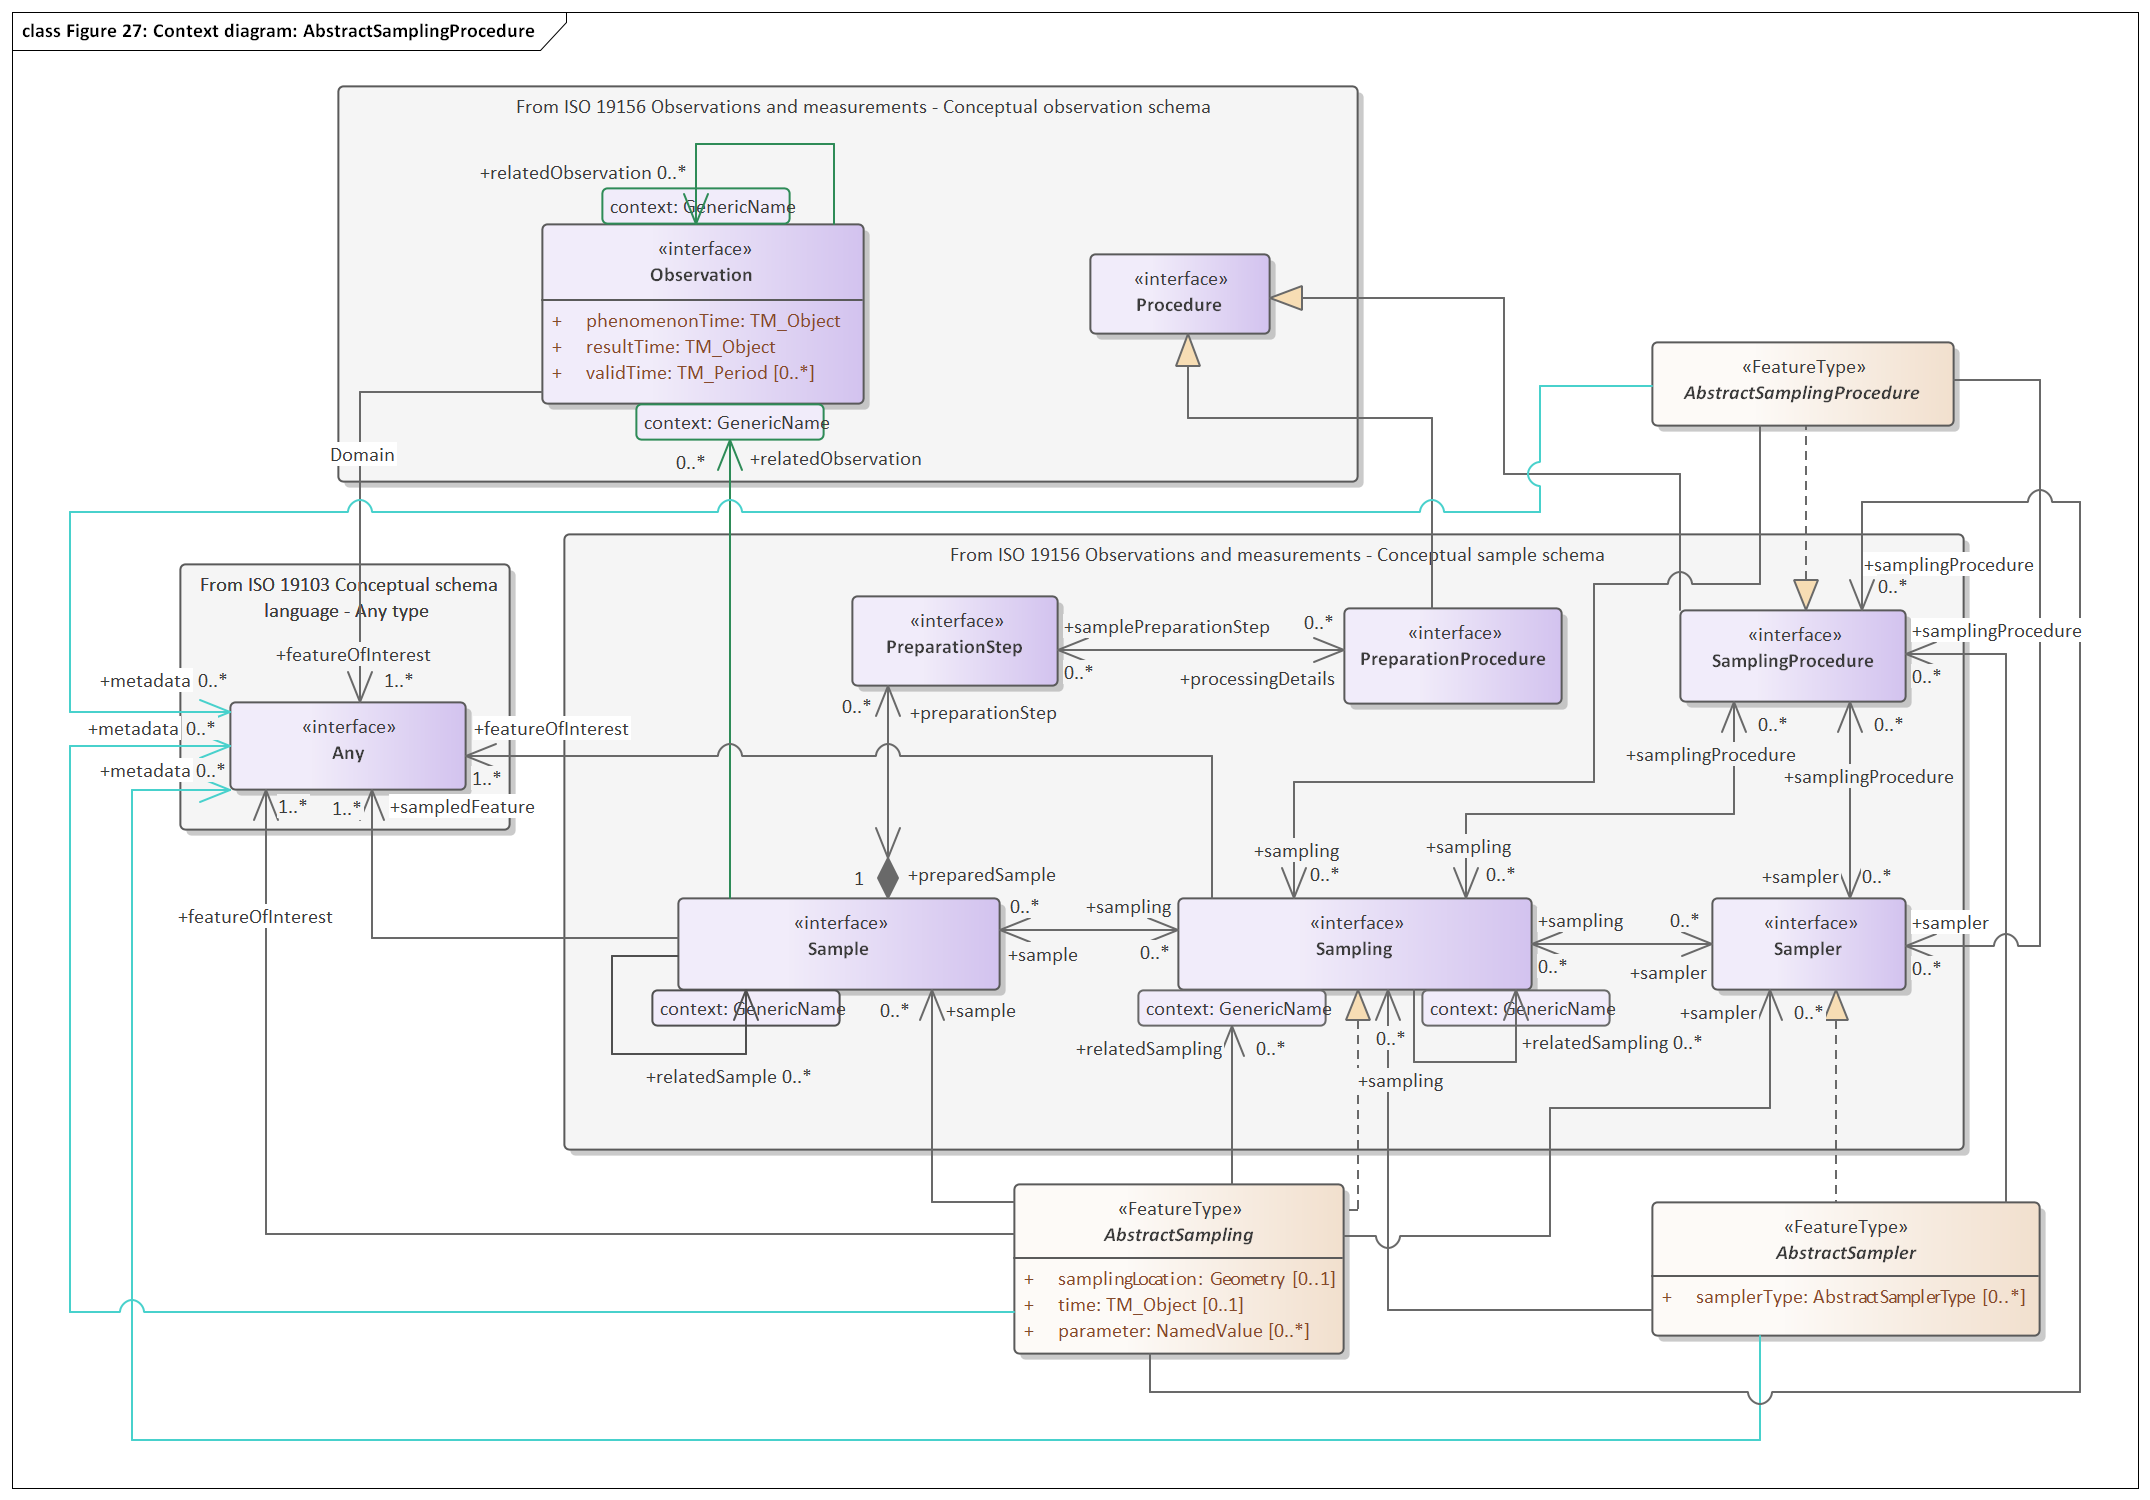 class Figure 27: Context diagram: AbstractSamplingProcedure
From ISO 19156 Observations and measurements - Conceptual observation schema
+relatedObservation 0..*
context: GenericName
«interface»
Observation
+ phenomenonTime: TM_Object
+ resultTime: TM_Object
+ validTime: TM_Period [0..*]
context: GenericName
0..*
+relatedObservation
Domain
«interface»
Procedure
«FeatureType»
AbstractSamplingProcedure
From ISO 19103 Conceptual schema
language - Any type
+featureOfInterest
1..*
+metadata 0..*
+metadata 0..*
+metadata 0..*
«interface»
Any
+featureOfInterest
1..*
1..*
1..*
+sampledFeature
+featureOfInterest
From ISO 19156 Observations and measurements - Conceptual sample schema
«interface»
PreparationStep
+samplePreparationStep
0..*
0..*
+processingDetails
«interface»
PreparationProcedure
+samplingProcedure
0..*
«interface»
SamplingProcedure
+samplingProcedure
0..*
0..*
+preparationStep
0..*
+samplingProcedure
0..*
+samplingProcedure
+sampling
0..*
+sampling
0..*
+sampler
0..*
1
+preparedSample
«interface»
Sample
0..*
+sample
+sampling
0..*
«interface»
Sampling
+sampling
0..*
0..*
+sampler
«interface»
Sampler
+sampler
0..*
context: GenericName
+relatedSample 0..*
0..*
+sample
context: GenericName
+relatedSampling
0..*
0..*
+sampling
context: GenericName
+relatedSampling 0..*
+sampler
0..*
«FeatureType»
AbstractSampling
+ samplingLocation: Geometry [0..1]
+ time: TM_Object [0..1]
+ parameter: NamedValue [0..*]
«FeatureType»
AbstractSampler
+ samplerType: AbstractSamplerType [0..*]